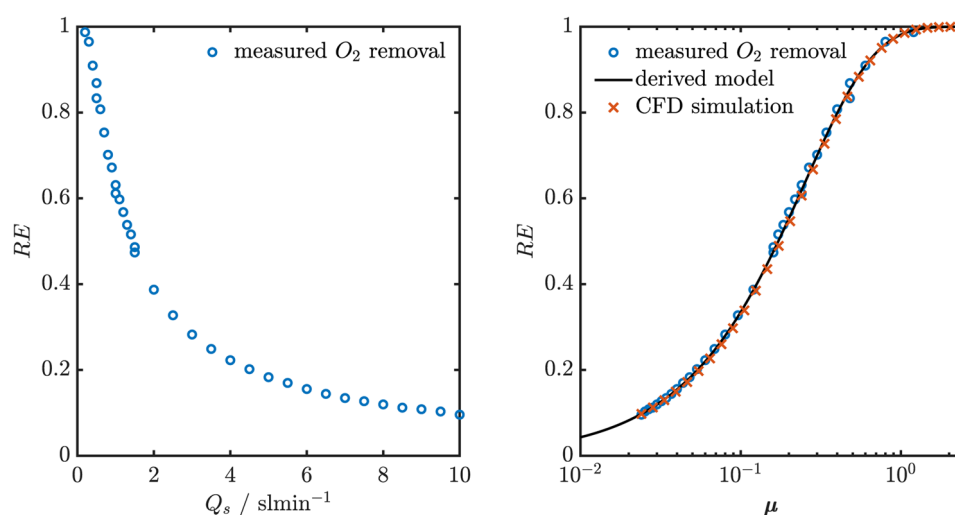 1
0.8
0.6
0.4
0.2
0
RE
0 2 4 6 8 10
Q_s / slmin⁻¹
measured O₂ removal
1
0.8
0.6
0.4
0.2
0
RE
10⁻² 10⁻¹ 10⁰
μ
measured O₂ removal
derived model
CFD simulation